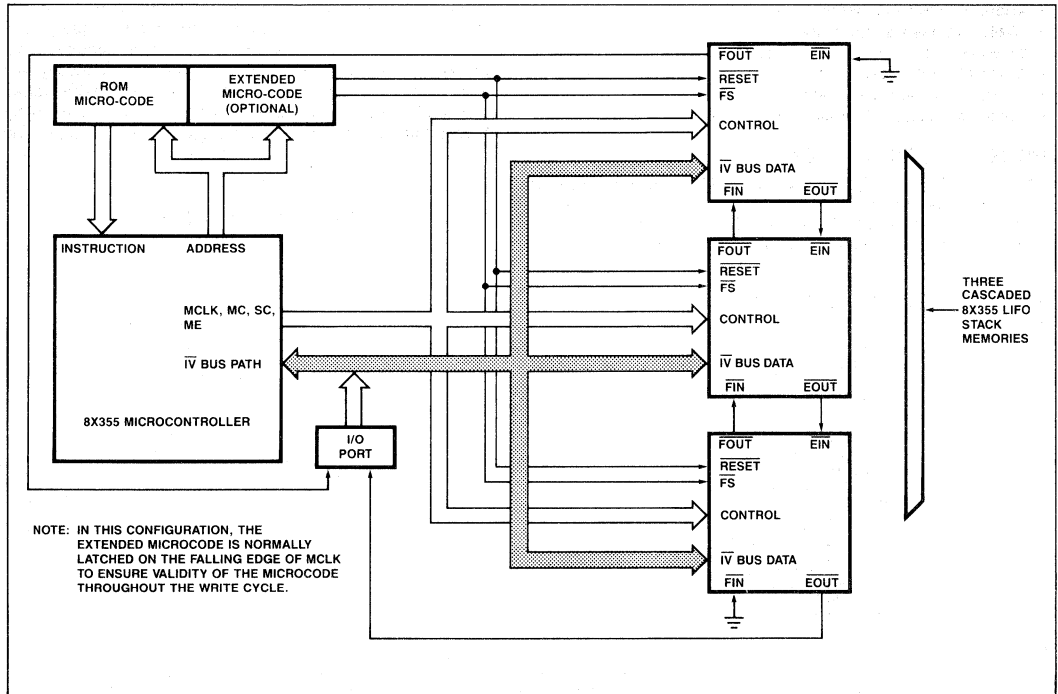 ROM
MICRO-CODE
EXTENDED
MICRO-CODE
(OPTIONAL)
INSTRUCTION
ADDRESS
MCLK, MC, SC,
ME
IV BUS PATH
8X355 MICROCONTROLLER
I/O
PORT
NOTE: IN THIS CONFIGURATION, THE
EXTENDED MICROCODE IS NORMALLY
LATCHED ON THE FALLING EDGE OF MCLK
TO ENSURE VALIDITY OF THE MICROCODE
THROUGHOUT THE WRITE CYCLE.
FOUT EIN
RESET
FS
CONTROL
IV BUS DATA
FIN EOUT
FOUT EIN
RESET
FS
CONTROL
IV BUS DATA
FIN EOUT
FOUT EIN
RESET
FS
CONTROL
IV BUS DATA
FIN EOUT
THREE
CASCADED
8X355 LIFO
STACK
MEMORIES